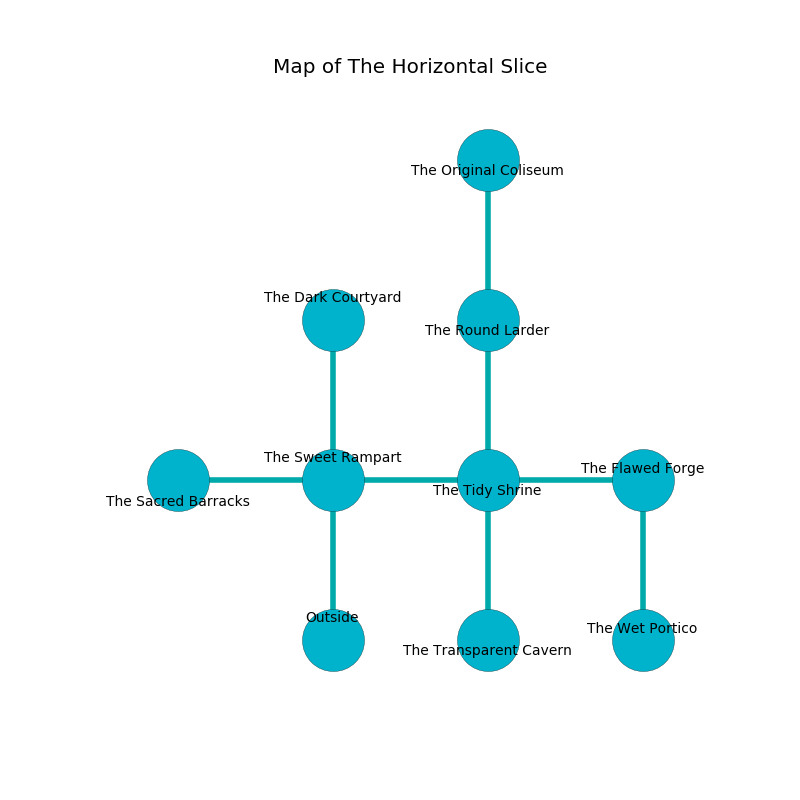 Map of The Horizontal Slice
The Original Coliseum
The Dark Courtyard
The Round Larder
The Sweet Rampart
The Flawed Forge
The Tidy Shrine
The Sacred Barracks
Outside
The Wet Portico
The Transparent Cavern